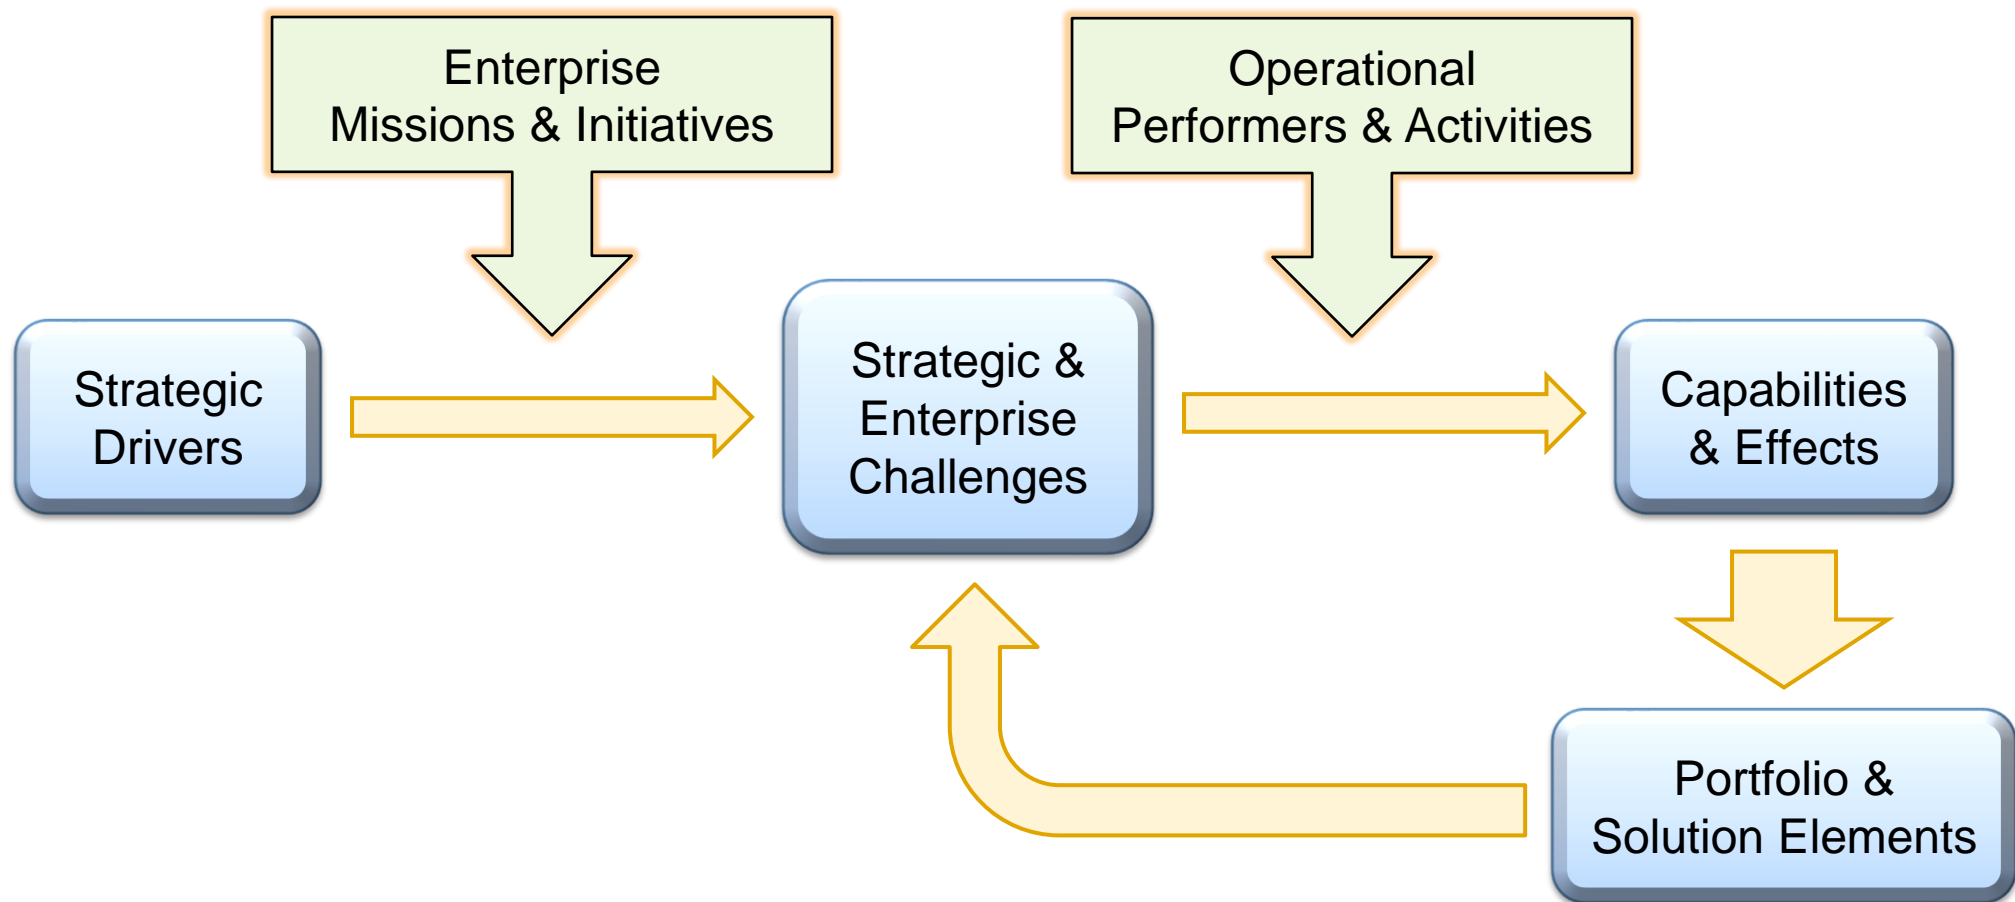 Enterprise
Missions & Initiatives
Operational
Performers & Activities
Strategic
Drivers
Strategic &
Enterprise
Challenges
Capabilities
& Effects
Portfolio &
Solution Elements